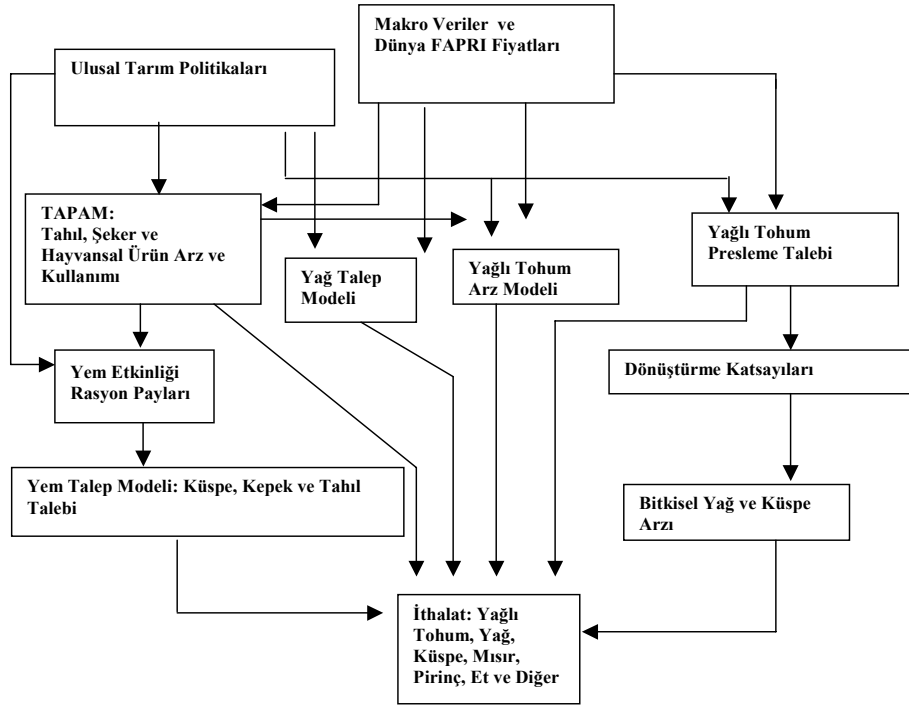 Makro Veriler ve
Dünya FAPRI Fiyatları
Ulusal Tarım Politikaları
TAPAM:
Tahıl, Şeker ve
Hayvansal Ürün Arz ve
Kullanımı
Yağ Talep
Modeli
Yağlı Tohum
Arz Modeli
Yağlı Tohum
Presleme Talebi
Yem Etkinliği
Rasyon Payları
Dönüştürme Katsayıları
Yem Talep Modeli: Küspe, Kepek ve Tahıl
Talebi
Bitkisel Yağ ve Küspe
Arzı
İthalat: Yağlı
Tohum, Yağ,
Küspe, Mısır,
Pirinç, Et ve Diğer